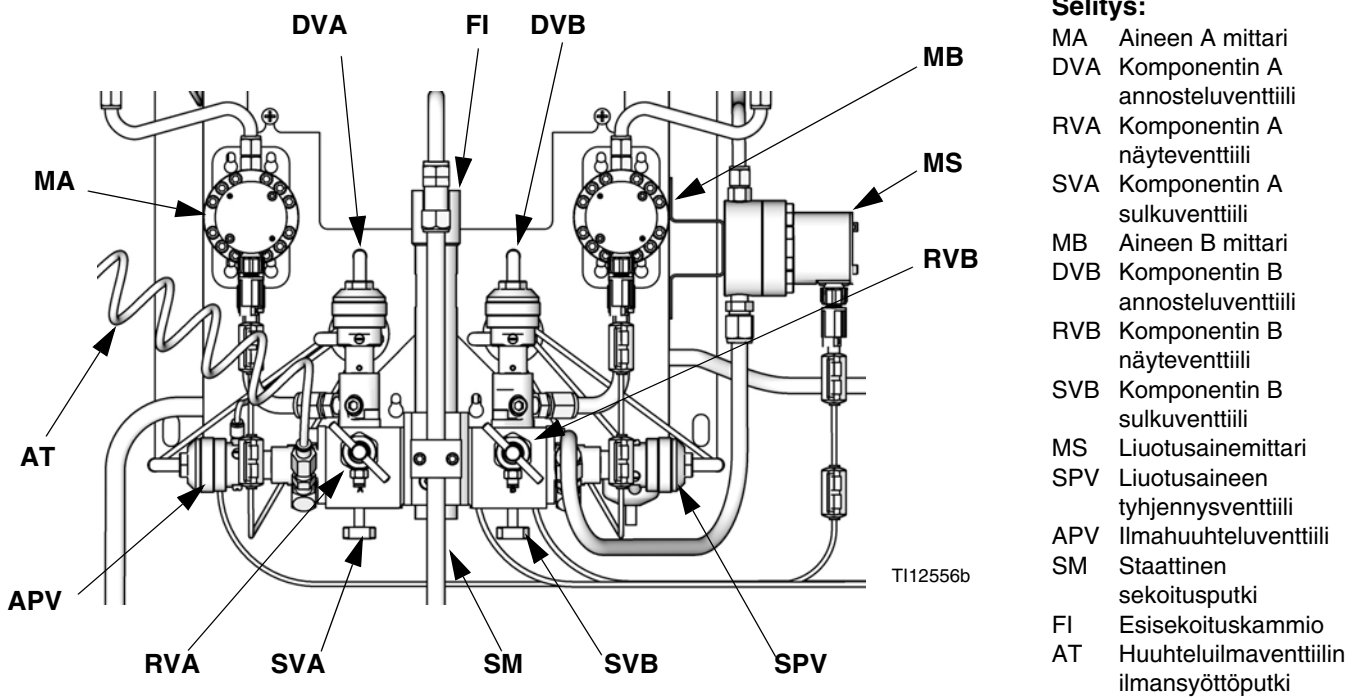 DVA FI DVB
MB
MA
MS
RVB
AT
APV
RVA SVA SM SVB SPV
TI12556b
Selitys:
MA Aineen A mittari
DVA Komponentin A
annosteluventtiili
RVA Komponentin A
näyteventtiili
SVA Komponentin A
sulkuventtiili
MB Aineen B mittari
DVB Komponentin B
annosteluventtiili
RVB Komponentin B
näyteventtiili
SVB Komponentin B
sulkuventtiili
MS Liuotusainemittari
SPV Liuotusaineen
tyhjennysventtiili
APV Ilmahuuhteluventtiili
SM Staattinen
sekoitusputki
FI Esisekoituskammio
AT Huuhteluilmaventtiilin
ilmansyöttöputki